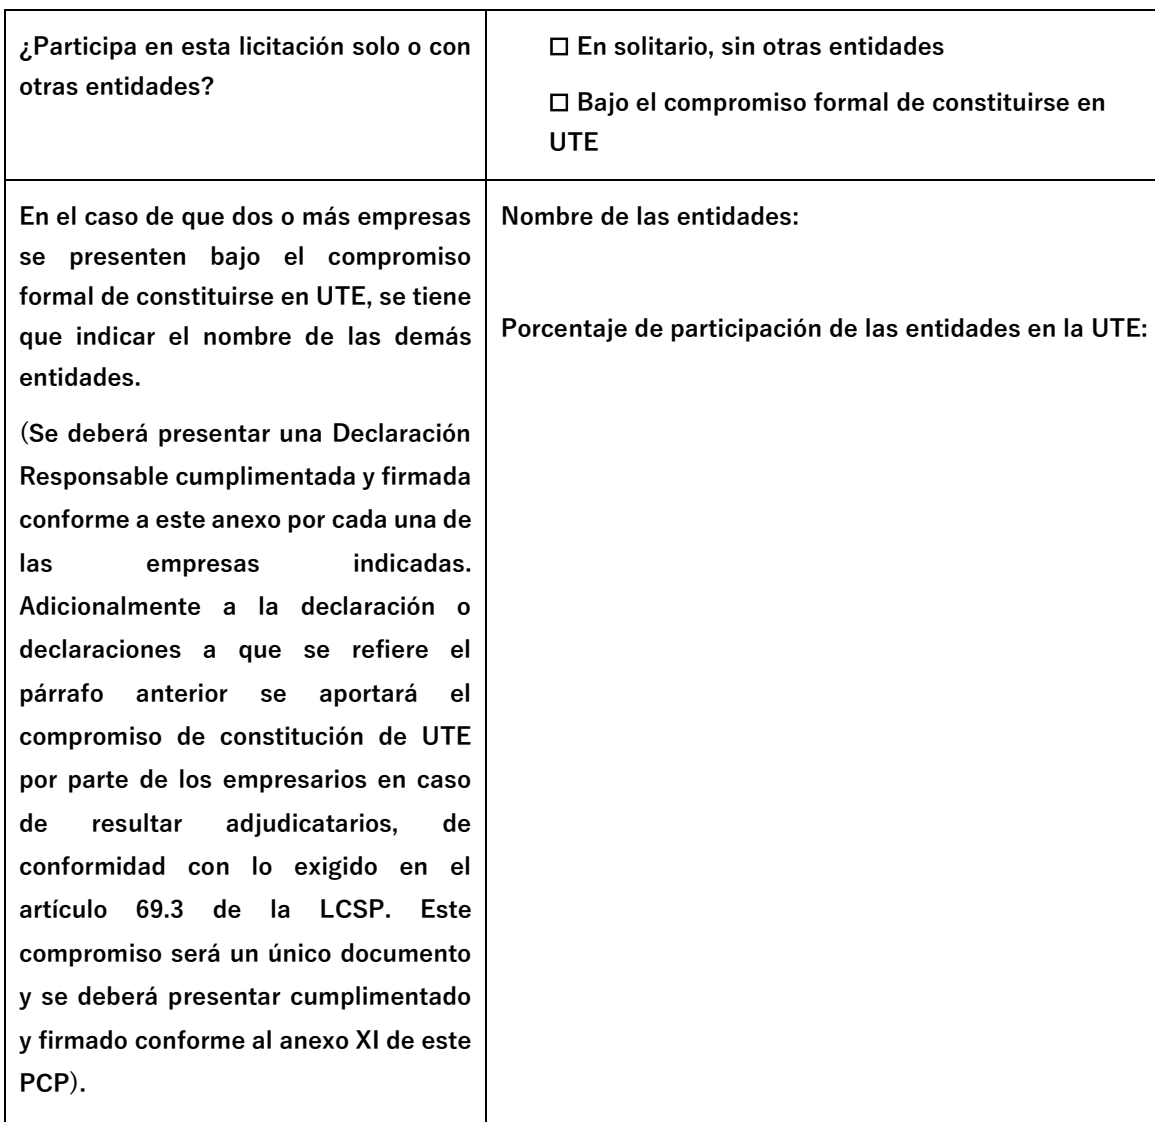 ¿Participa en esta licitación solo o con
otras entidades?
☐ En solitario, sin otras entidades
☐ Bajo el compromiso formal de constituirse en
UTE
En el caso de que dos o más empresas
se presenten bajo el compromiso
formal de constituirse en UTE, se tiene
que indicar el nombre de las demás
entidades.
(Se deberá presentar una Declaración
Responsable cumplimentada y firmada
conforme a este anexo por cada una de
las empresas indicadas.
Adicionalmente a la declaración o
declaraciones a que se refiere el
párrafo anterior se aportará el
compromiso de constitución de UTE
por parte de los empresarios en caso
de resultar adjudicatarios, de
conformidad con lo exigido en el
artículo 69.3 de la LCSP. Este
compromiso será un único documento
y se deberá presentar cumplimentado
y firmado conforme al anexo XI de este
PCP).
Nombre de las entidades:
Porcentaje de participación de las entidades en la UTE: